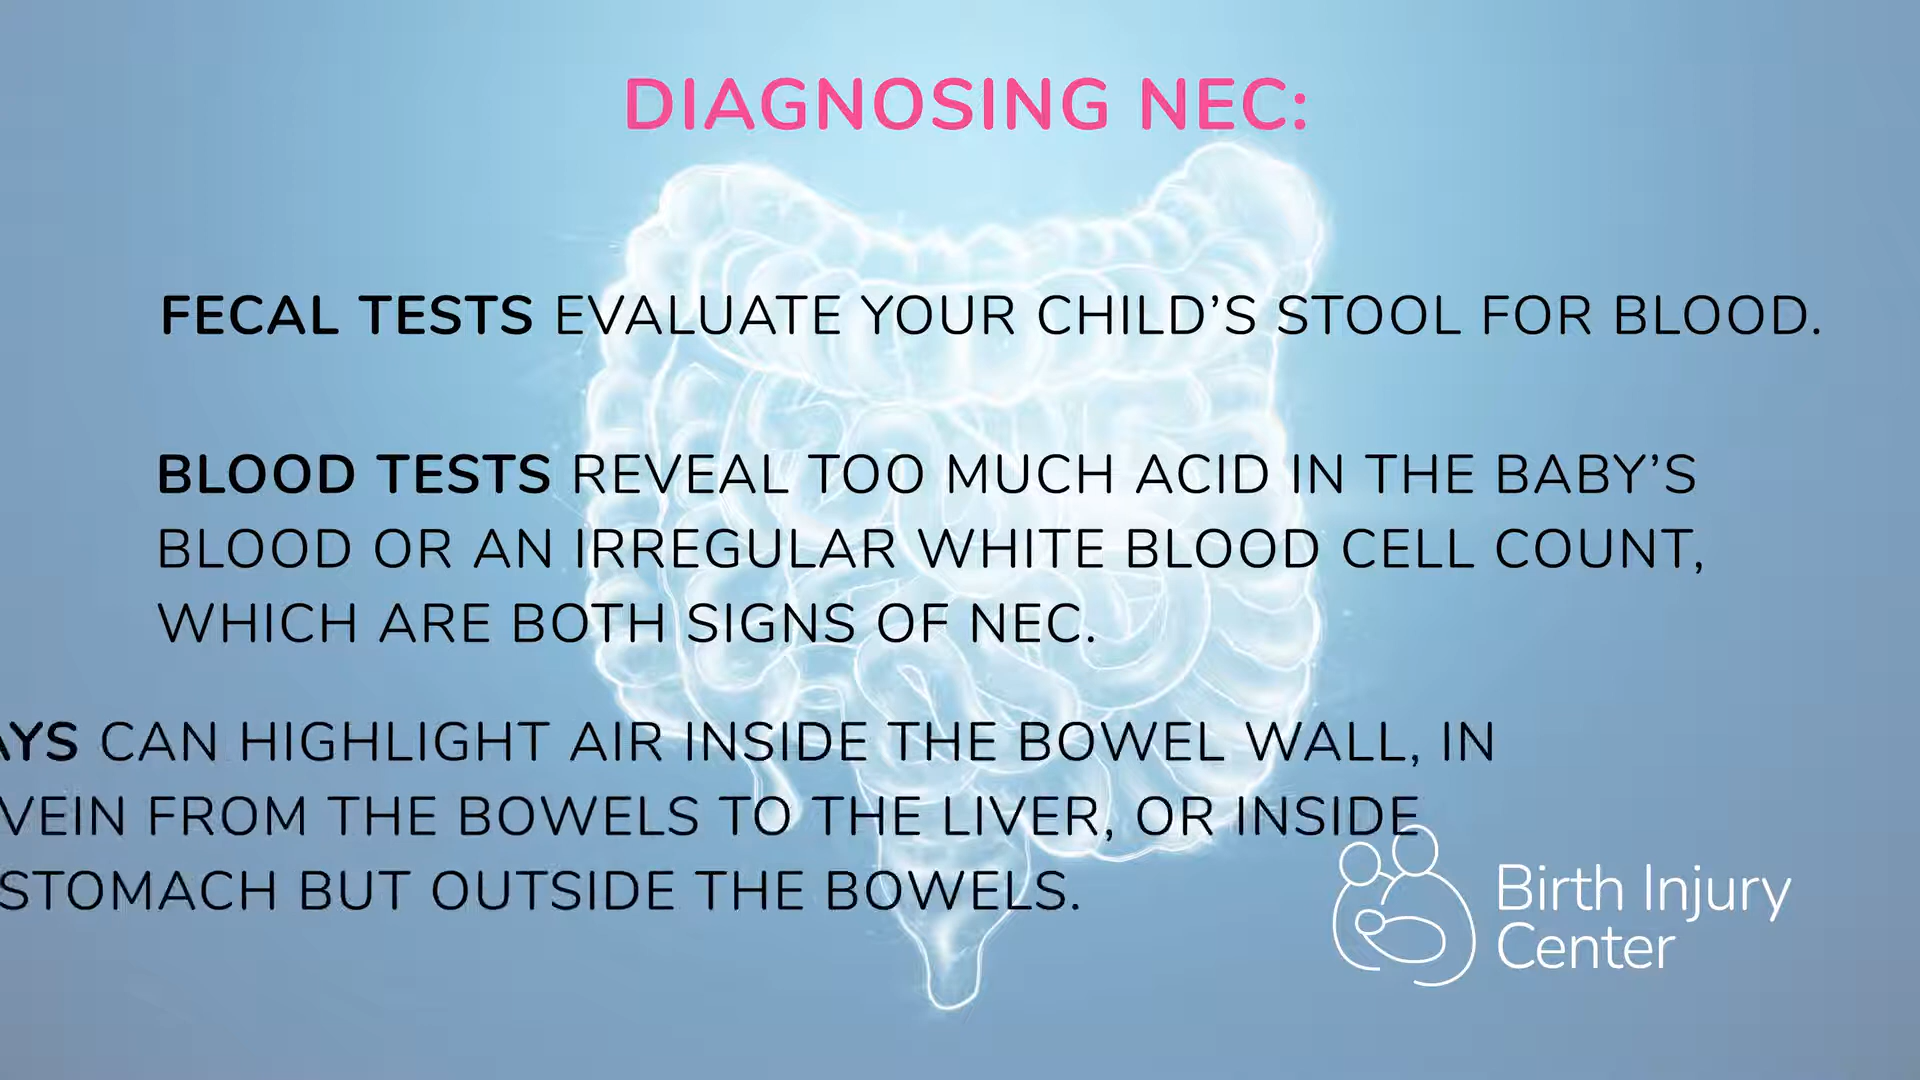 DIAGNOSING NEC:
FECAL TESTS EVALUATE YOUR CHILD’S STOOL FOR BLOOD.
BLOOD TESTS REVEAL TOO MUCH ACID IN THE BABY’S
BLOOD OR AN IRREGULAR WHITE BLOOD CELL COUNT,
WHICH ARE BOTH SIGNS OF NEC.
AYS CAN HIGHLIGHT AIR INSIDE THE BOWEL WALL, IN
VEIN FROM THE BOWELS TO THE LIVER, OR INSIDE
STOMACH BUT OUTSIDE THE BOWELS.
Birth Injury
Center